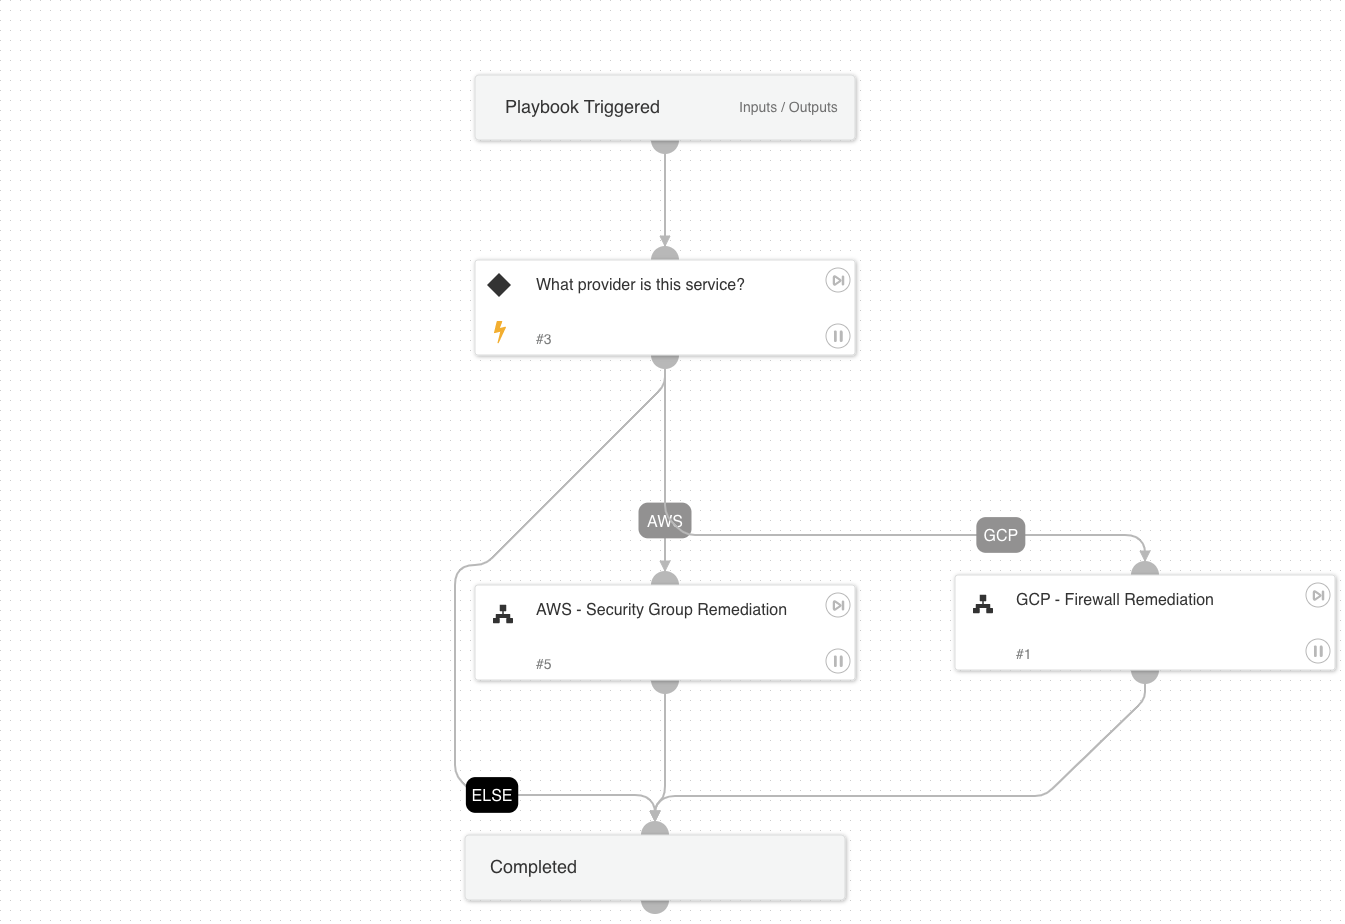 Playbook Triggered
Inputs / Outputs
What provider is this service?
#3
AWS
GCP
AWS - Security Group Remediation
#5
GCP - Firewall Remediation
#1
ELSE
Completed